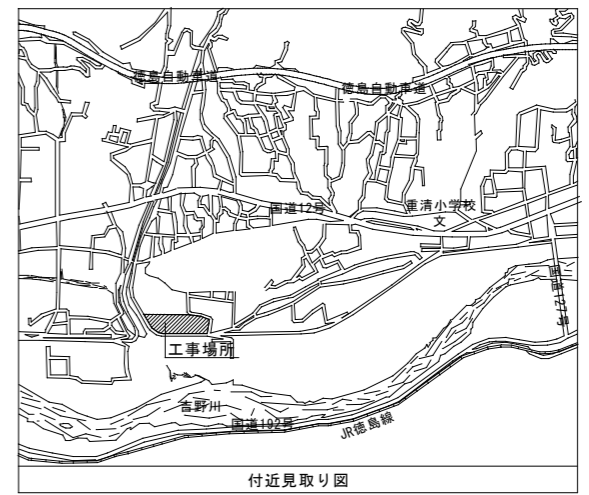 徳島自動車道
徳島自動車道
国道12号
重清小学校
文
国道12号
工事場所
吉野川
国道192号
JR徳島線
付近見取り図